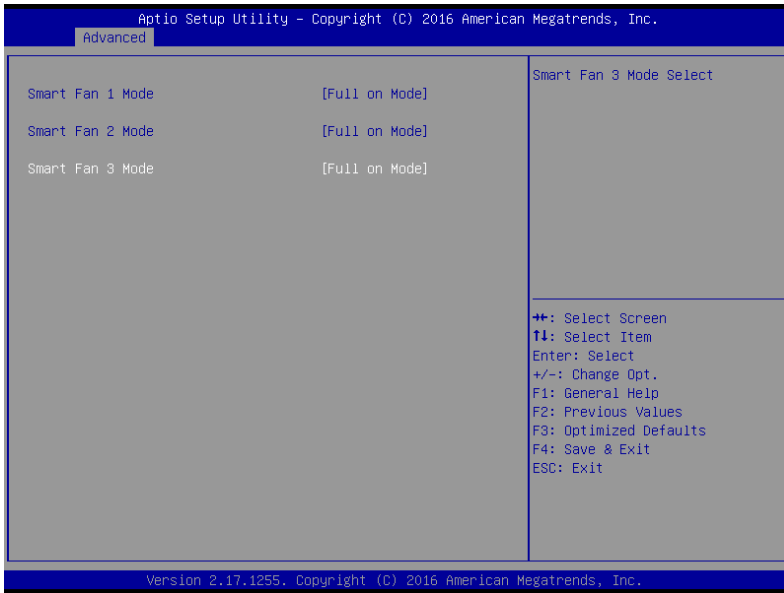 Aptio Setup Utility – Copyright (C) 2016 American Megatrends, Inc.
Advanced
Smart Fan 1 Mode [Full on Mode]
Smart Fan 2 Mode [Full on Mode]
Smart Fan 3 Mode [Full on Mode]
Smart Fan 3 Mode Select
→←: Select Screen
↑↓: Select Item
Enter: Select
+/-: Change Opt.
F1: General Help
F2: Previous Values
F3: Optimized Defaults
F4: Save & Exit
ESC: Exit
Version 2.17.1255. Copyright (C) 2016 American Megatrends, Inc.